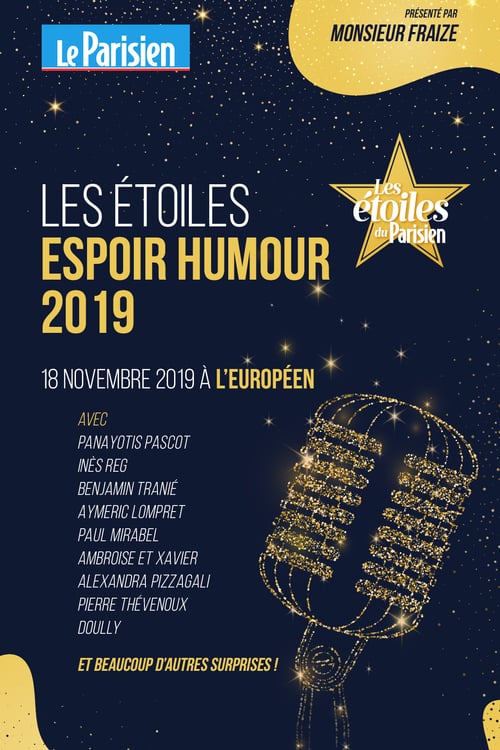 PRÉSENTÉ PAR
MONSIEUR FRAIZE
Le Parisien
Les
étoiles
du Parisien
LES ÉTOILES
ESPOIR HUMOUR
2019
18 NOVEMBRE 2019 À L'EUROPÉEN
AVEC
PANAYOTIS PASCOT
INÈS REG
BENJAMIN TRANIÉ
AYMERIC LOMPRET
PAUL MIRABEL
AMBROISE ET XAVIER
ALEXANDRA PIZZAGALI
PIERRE THÉVENOUX
DOULLY
ET BEAUCOUP D'AUTRES SURPRISES !